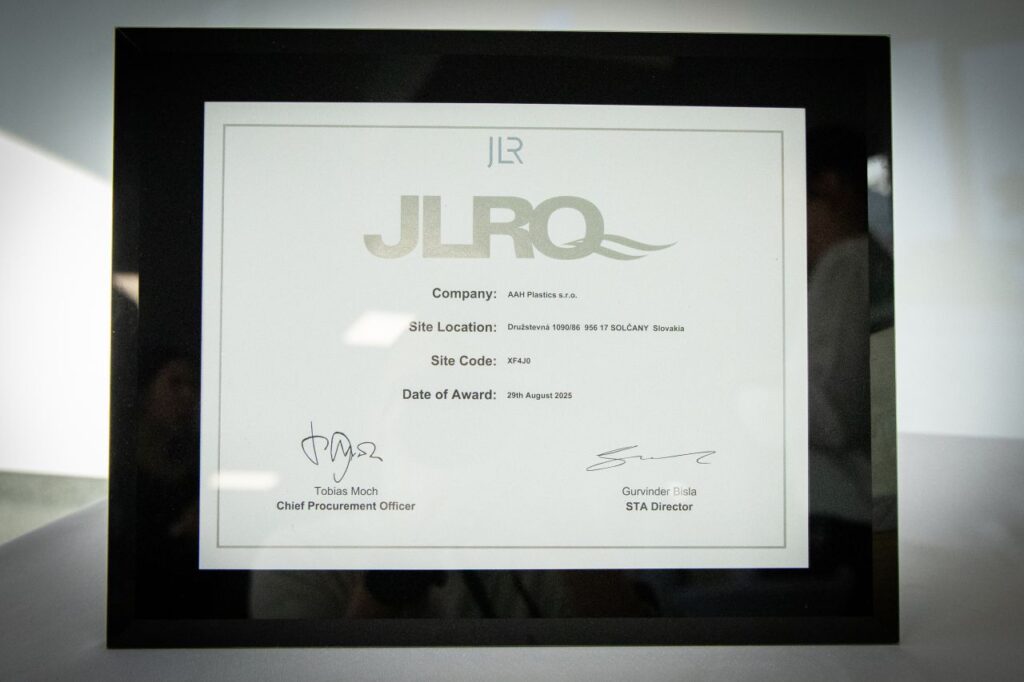 JLR
JLRQ
Company: AAH Plastics s.r.o.
Site Location: Družstevná 1090/86 956 17 SOLČANY Slovakia
Site Code: XF4J0
Date of Award: 29th August 2025
Tobias Moch
Chief Procurement Officer
Gurvinder Bisla
STA Director